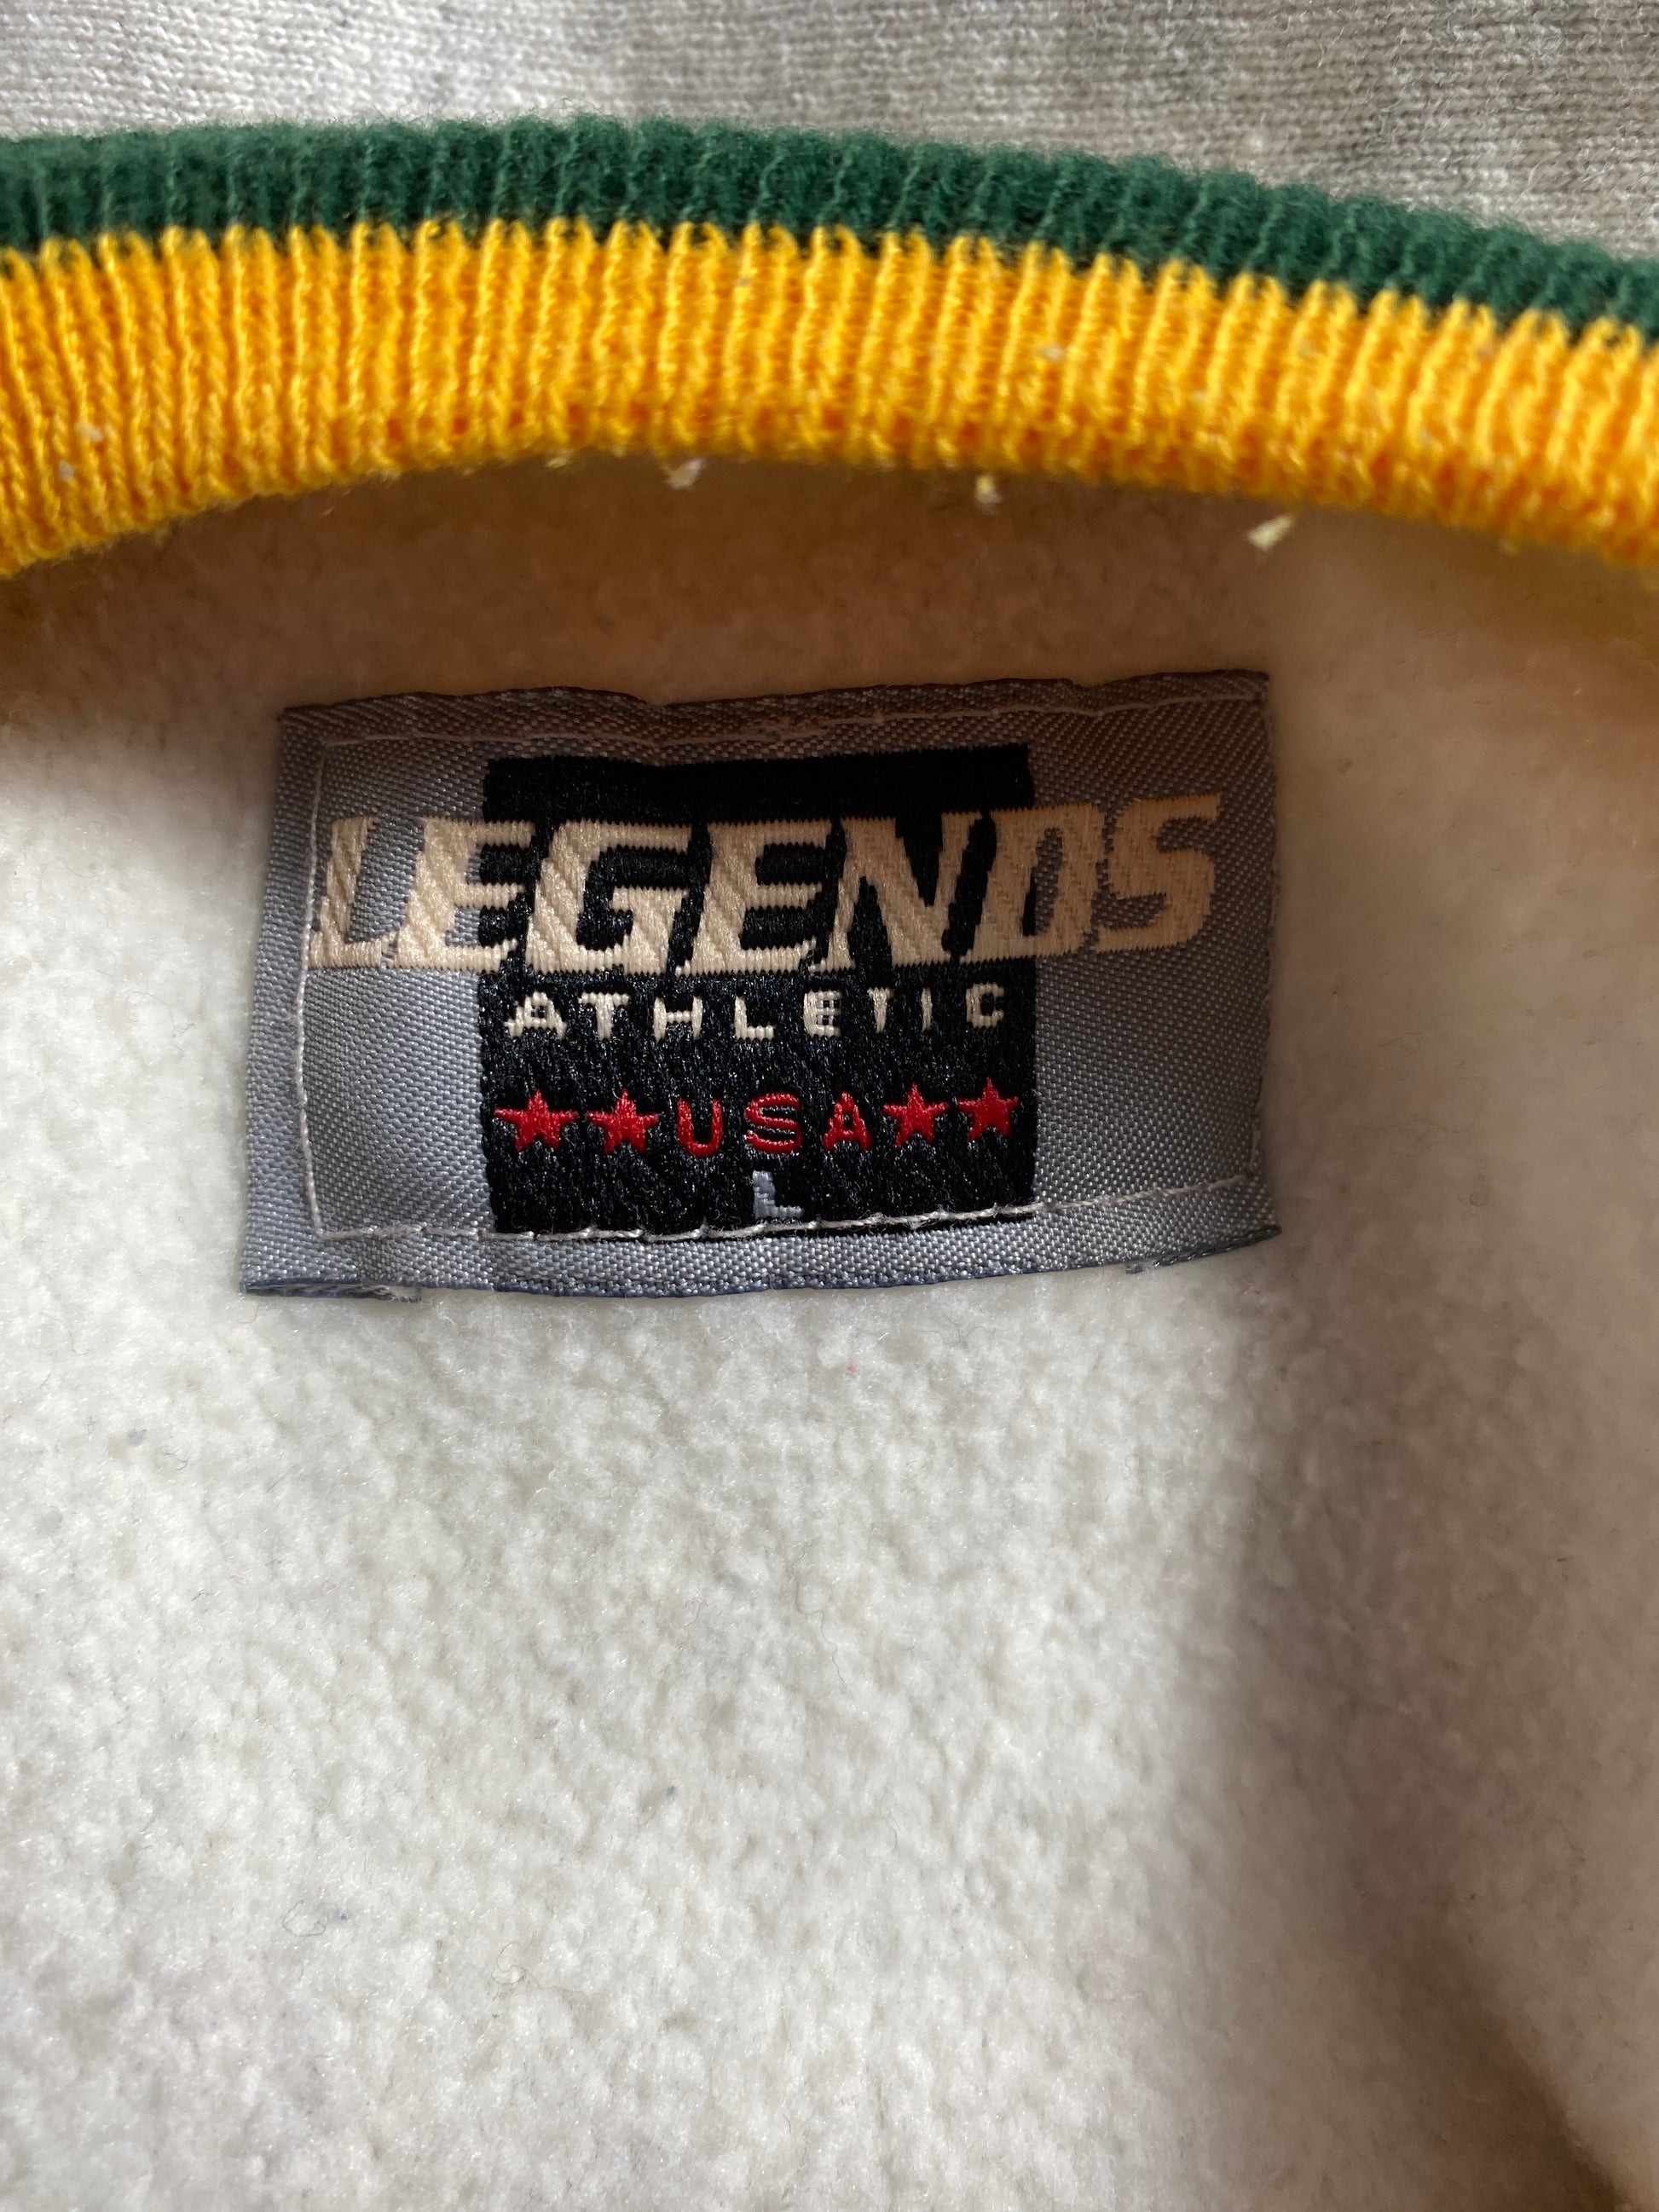 LEGENDS
ATHLETIC
★★USA★★
L